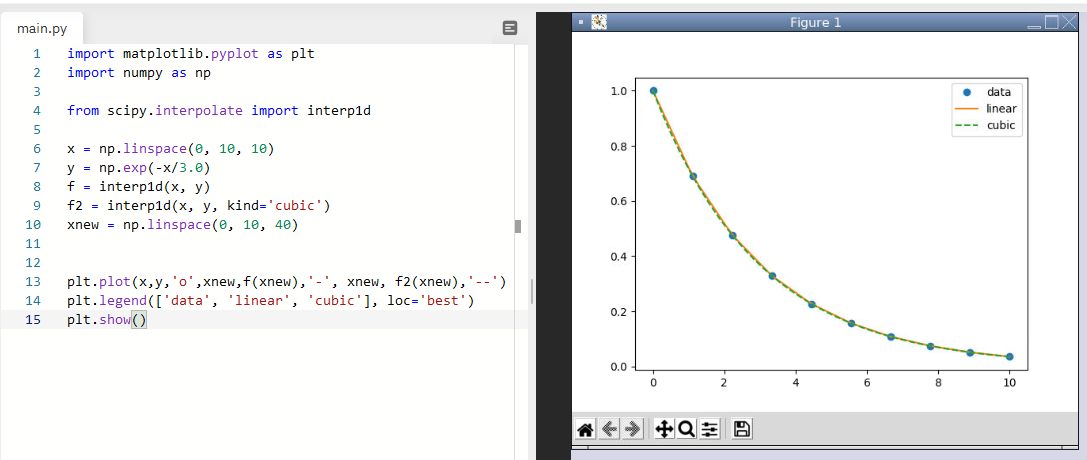 main.py
1 import matplotlib.pyplot as plt
2 import numpy as np
3
4 from scipy.interpolate import interp1d
5
6 x = np.linspace(0, 10, 10)
7 y = np.exp(-x/3.0)
8 f = interp1d(x, y)
9 f2 = interp1d(x, y, kind='cubic')
10 xnew = np.linspace(0, 10, 40)
11
12
13 plt.plot(x,y,'o',xnew,f(xnew),'-', xnew, f2(xnew),'--')
14 plt.legend(['data', 'linear', 'cubic'], loc='best')
15 plt.show()
Figure 1
data
linear
cubic
1.0
0.8
0.6
0.4
0.2
0.0
0 2 4 6 8 10